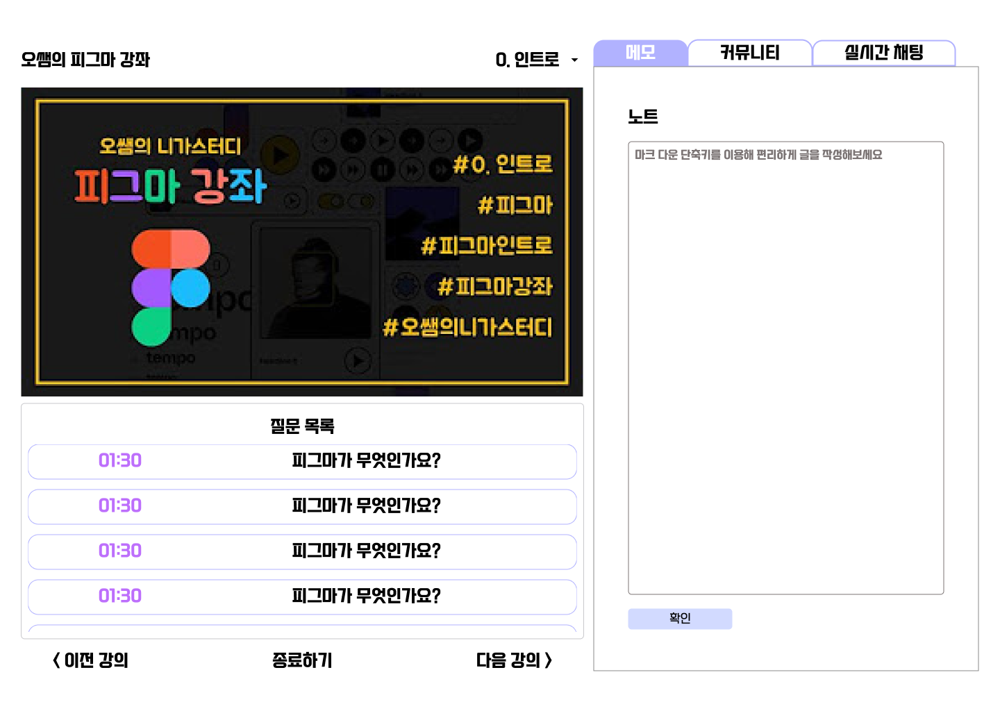 오쌤의 피그마 강좌
0. 인트로
메모
커뮤니티
실시간 채팅
오쌤의 니가스터디
피그마 강좌
#0. 인트로
#피그마
#피그마인트로
#피그마강좌
#오쌤의니가스터디
tempo
질문 목록
01:30 피그마가 무엇인가요?
01:30 피그마가 무엇인가요?
01:30 피그마가 무엇인가요?
01:30 피그마가 무엇인가요?
< 이전 강의
종료하기
다음 강의 >
노트
마크 다운 단축키를 이용해 편리하게 글을 작성해보세요
확인